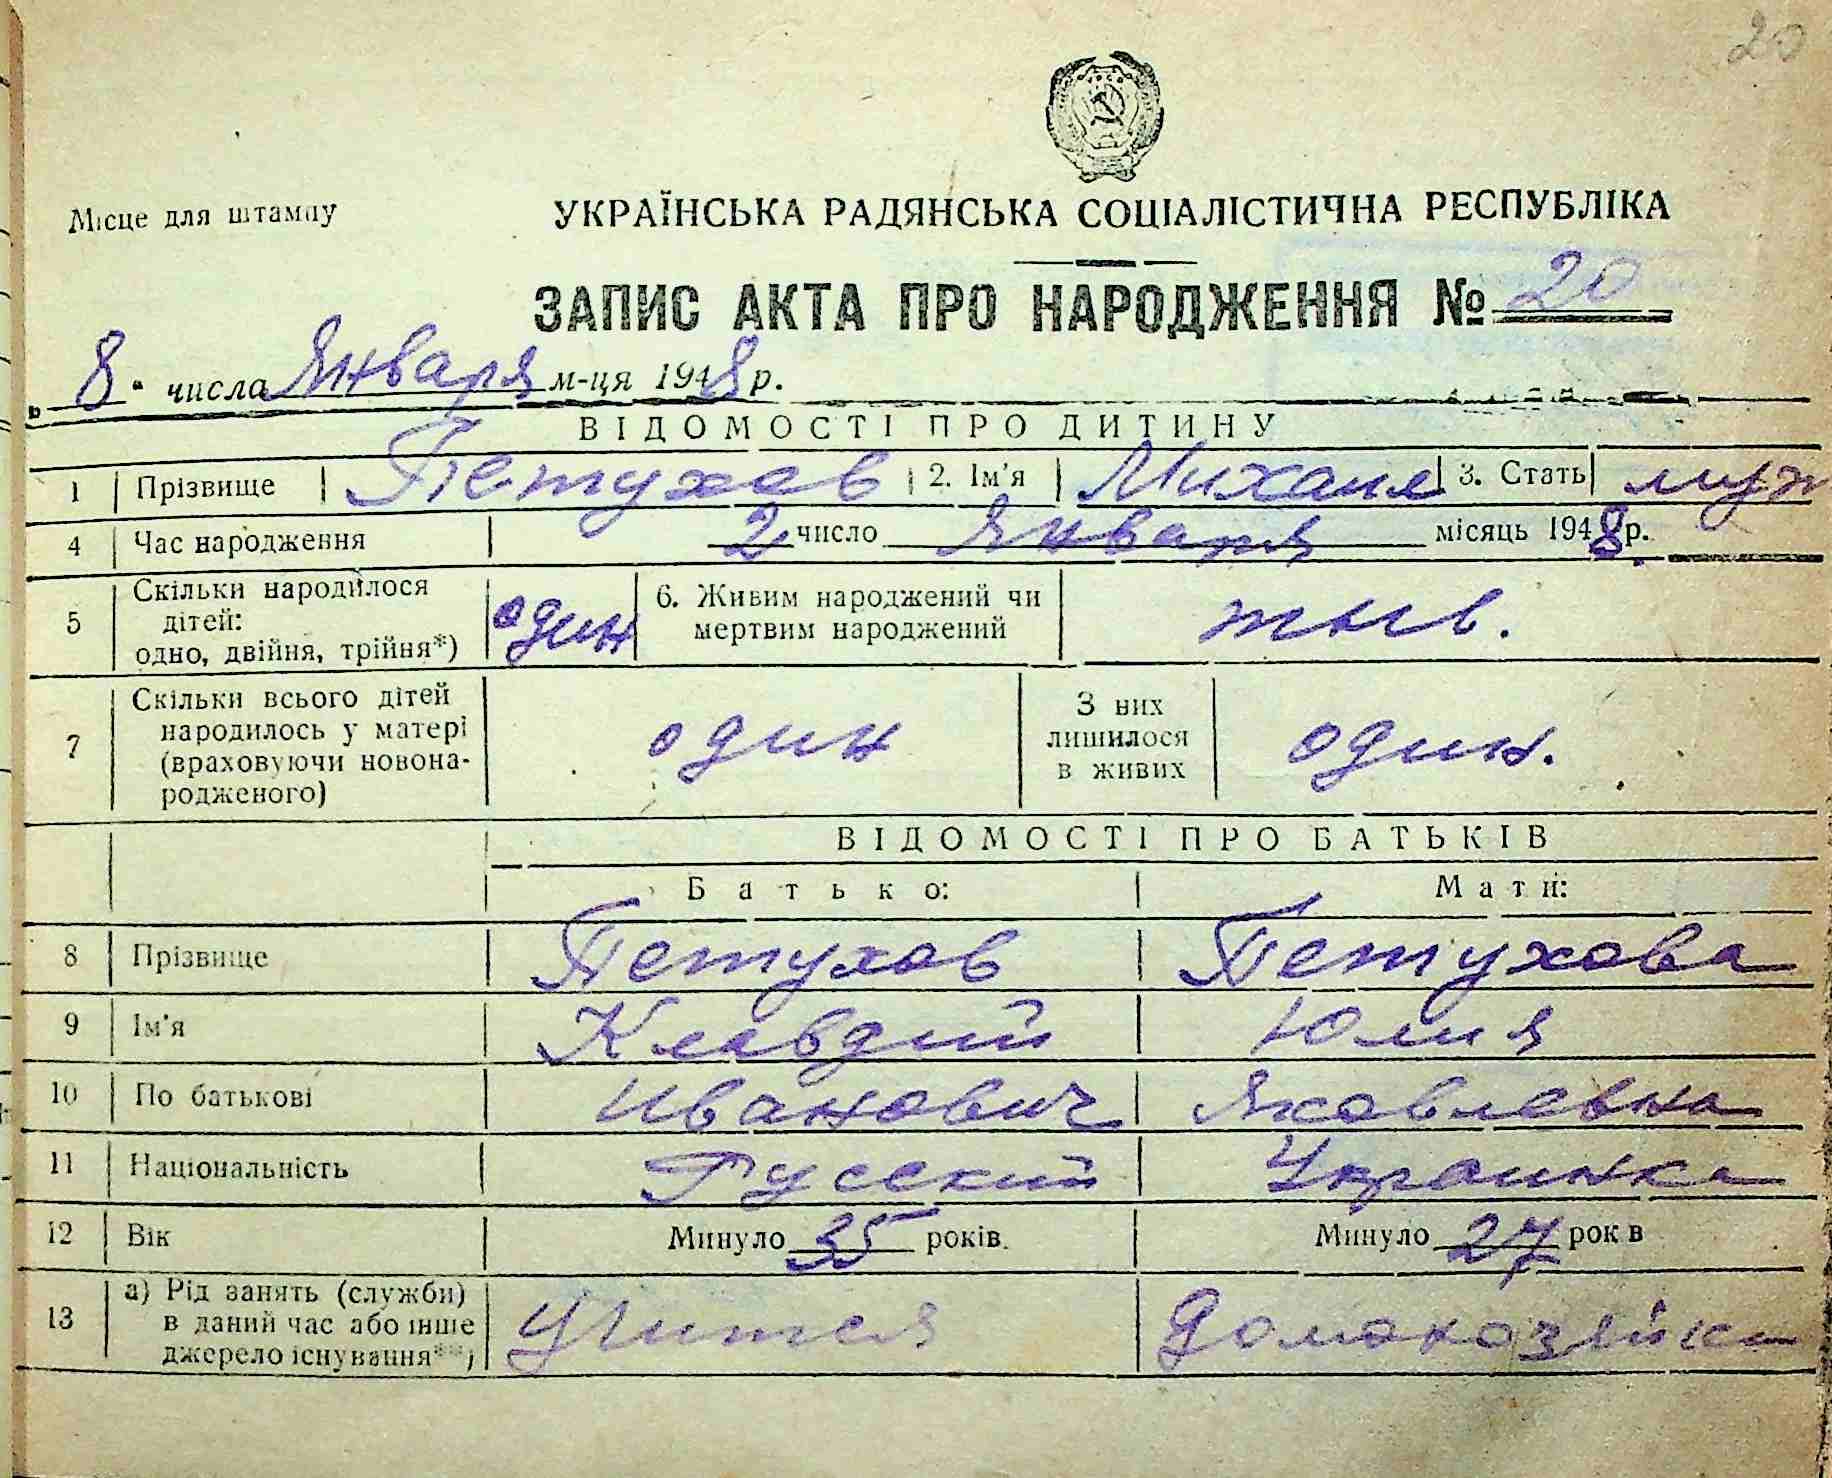 20
УРСР
Місце для штампу
УКРАЇНСЬКА РАДЯНСЬКА СОЦІАЛІСТИЧНА РЕСПУБЛІКА
ЗАПИС АКТА ПРО НАРОДЖЕННЯ № 20
„ 8 " числа Января м-ця 1948 р.
ВІДОМОСТІ ПРО ДИТИНУ
1 Прізвище Петухов 2. Ім'я Михаил 3. Стать муж
4 Час народження 2 число Января місяць 1948 р.
5 Скільки народилося дітей: одно, двійня, трійня*) один 6. Живим народжений чи мертвим народжений жив.
7 Скільки всього дітей народилось у матері (враховуючи новонародженого) один З них лишилося в живих один.
ВІДОМОСТІ ПРО БАТЬКІВ
Батько: Мати:
8 Прізвище Петухов Петухова
9 Ім'я Клавдий Юлия
10 По батькові Иванович Яковлевна
11 Національність Русский Украинка
12 Вік Минуло 35 років. Минуло 27 рок в
13 а) Рід занять (служби) в даний час або інше джерело існування**) Учител Домохозяйка